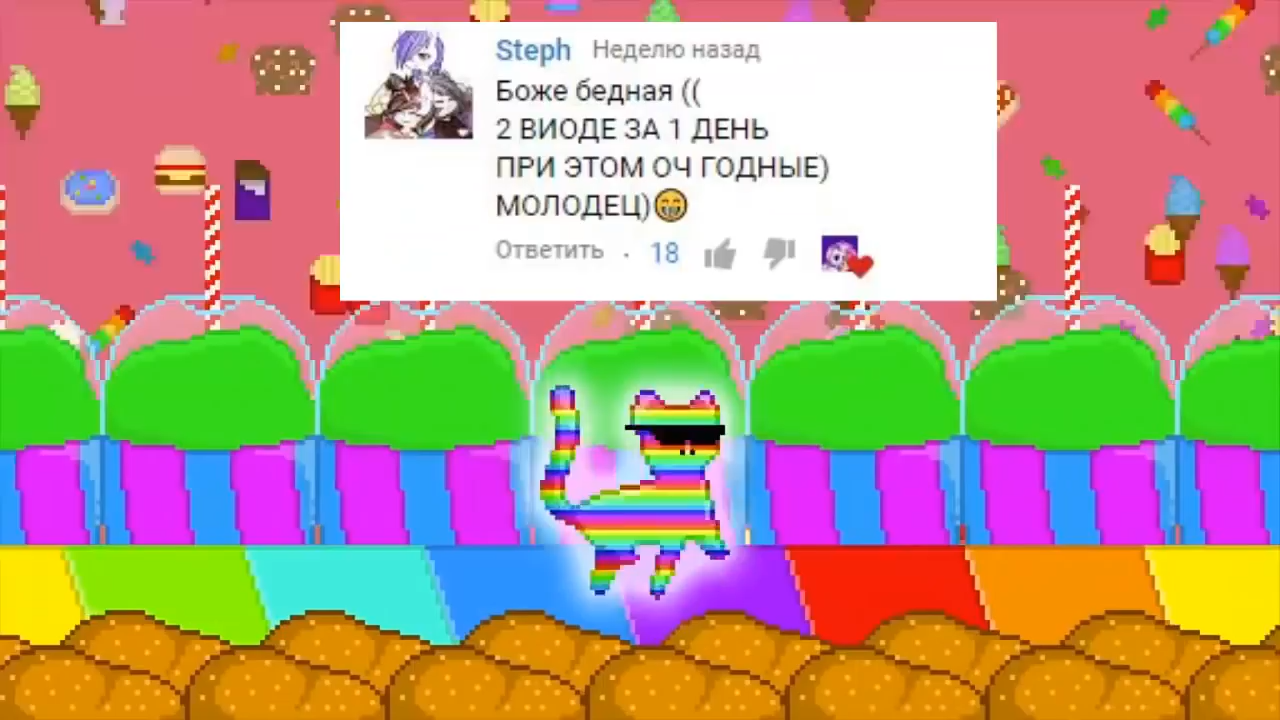 Steph Неделю назад
Боже бедная ((
2 ВИОДЕ ЗА 1 ДЕНЬ
ПРИ ЭТОМ ОЧ ГОДНЫЕ)
МОЛОДЕЦ)😁
Ответить · 18